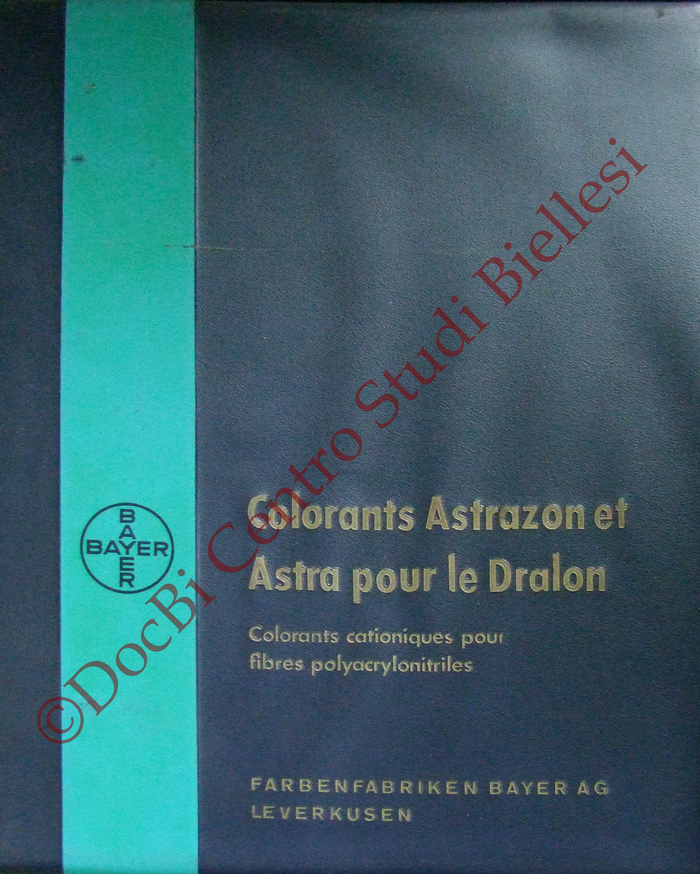 BAYER
BAYER
Colorants Astrazon et
Astra pour le Dralon
Colorants cationiques pour
fibres polyacrylonitriles
FARBENFABRIKEN BAYER AG
LEVERKUSEN
©DocBi Centro Studi Biellesi